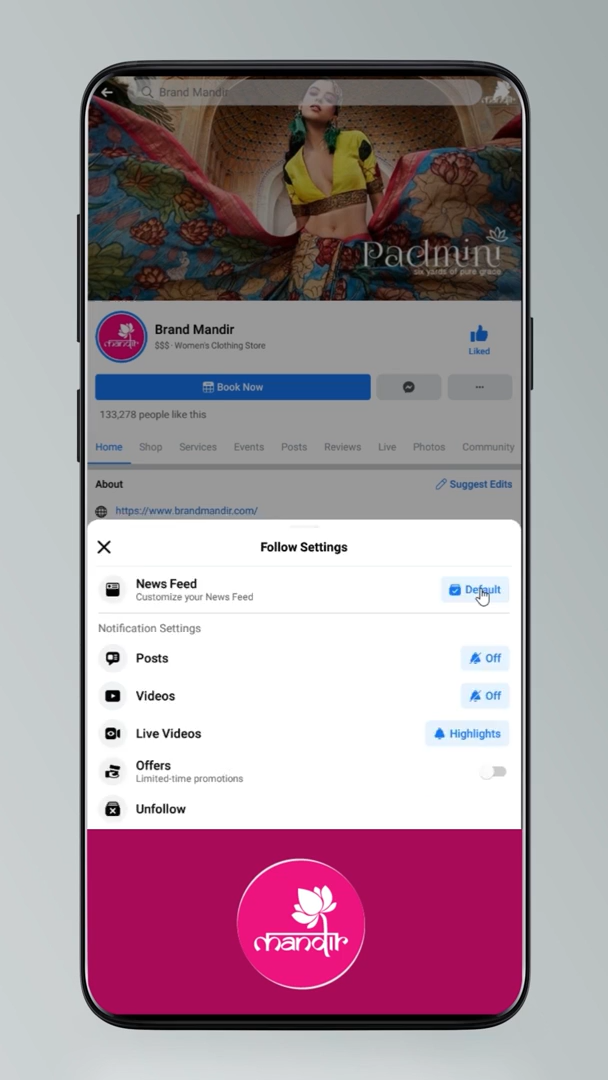 Brand Mandir
Padmini
six yards of pure grace
mandir
Brand Mandir
$$$ · Women's Clothing Store
Liked
Book Now
133,278 people like this
Home Shop Services Events Posts Reviews Live Photos Community
About
Suggest Edits
https://www.brandmandir.com/
Follow Settings
News Feed
Default
Customize your News Feed
Notification Settings
Posts
Off
Videos
Off
Live Videos
Highlights
Offers
Limited-time promotions
Unfollow
mandir